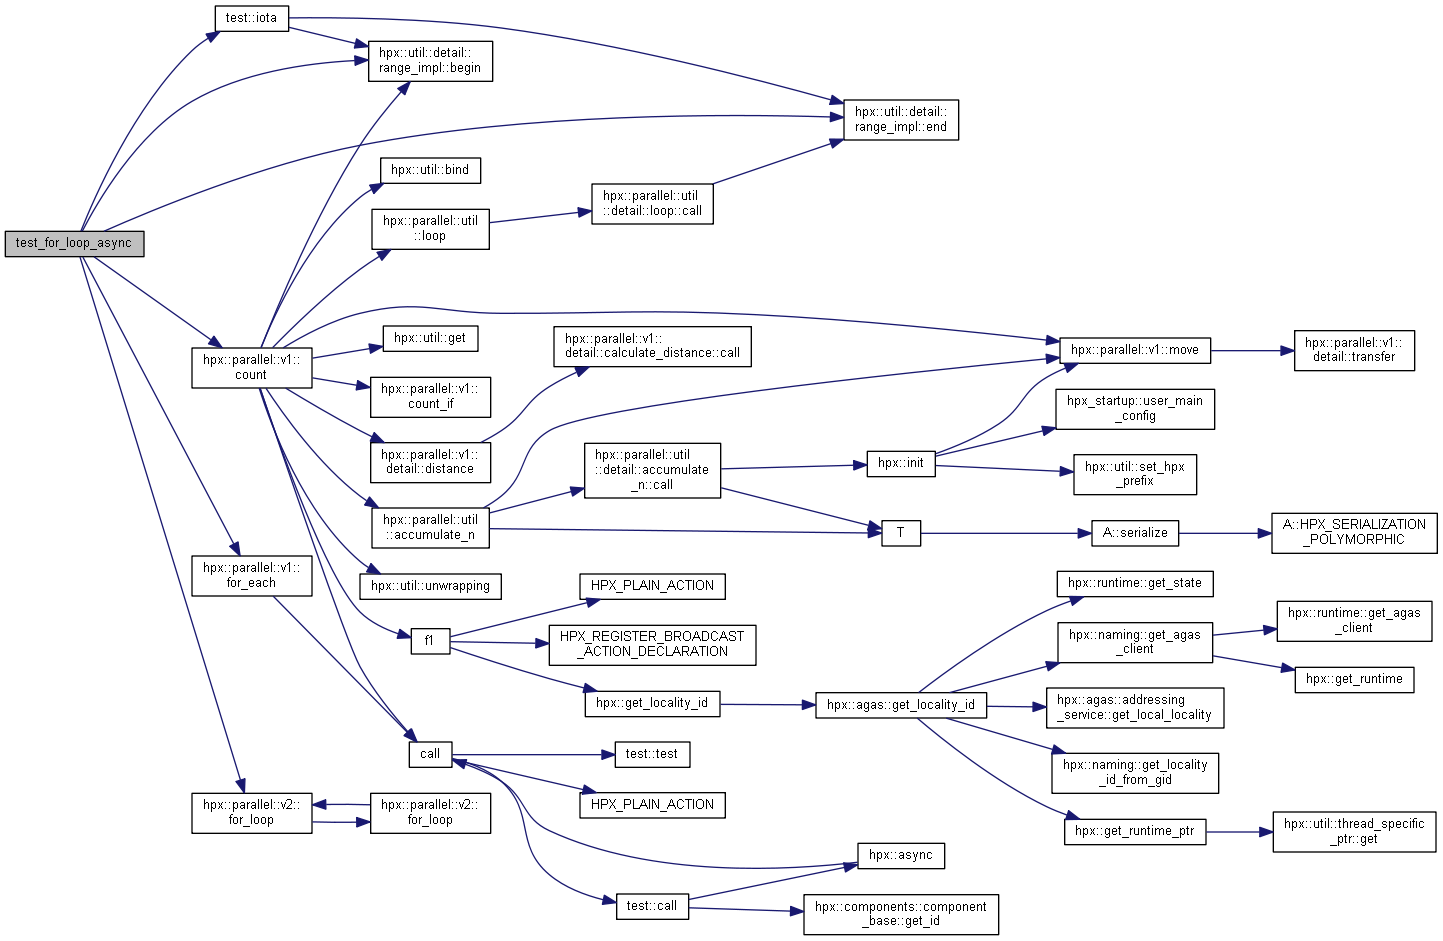 test::iota
hpx::util::detail::
range_impl::begin
hpx::util::detail::
range_impl::end
hpx::util::bind
hpx::parallel::util
::detail::loop::call
hpx::parallel::util
::loop
test_for_loop_async
hpx::util::get
hpx::parallel::v1::
detail::calculate_distance::call
hpx::parallel::v1::move
hpx::parallel::v1::
detail::transfer
hpx::parallel::v1::
count
hpx::parallel::v1::
count_if
hpx_startup::user_main
_config
hpx::parallel::v1::
detail::distance
hpx::parallel::util
::detail::accumulate
_n::call
hpx::init
hpx::util::set_hpx
_prefix
hpx::parallel::util
::accumulate_n
T
A::serialize
A::HPX_SERIALIZATION
_POLYMORPHIC
hpx::parallel::v1::
for_each
hpx::util::unwrapping
HPX_PLAIN_ACTION
hpx::runtime::get_state
f1
HPX_REGISTER_BROADCAST
_ACTION_DECLARATION
hpx::naming::get_agas
_client
hpx::runtime::get_agas
_client
hpx::get_runtime
hpx::get_locality_id
hpx::agas::get_locality_id
hpx::agas::addressing
_service::get_local_locality
call
test::test
hpx::naming::get_locality
_id_from_gid
hpx::parallel::v2::
for_loop
hpx::parallel::v2::
for_loop
HPX_PLAIN_ACTION
hpx::get_runtime_ptr
hpx::util::thread_specific
_ptr::get
hpx::async
test::call
hpx::components::component
_base::get_id